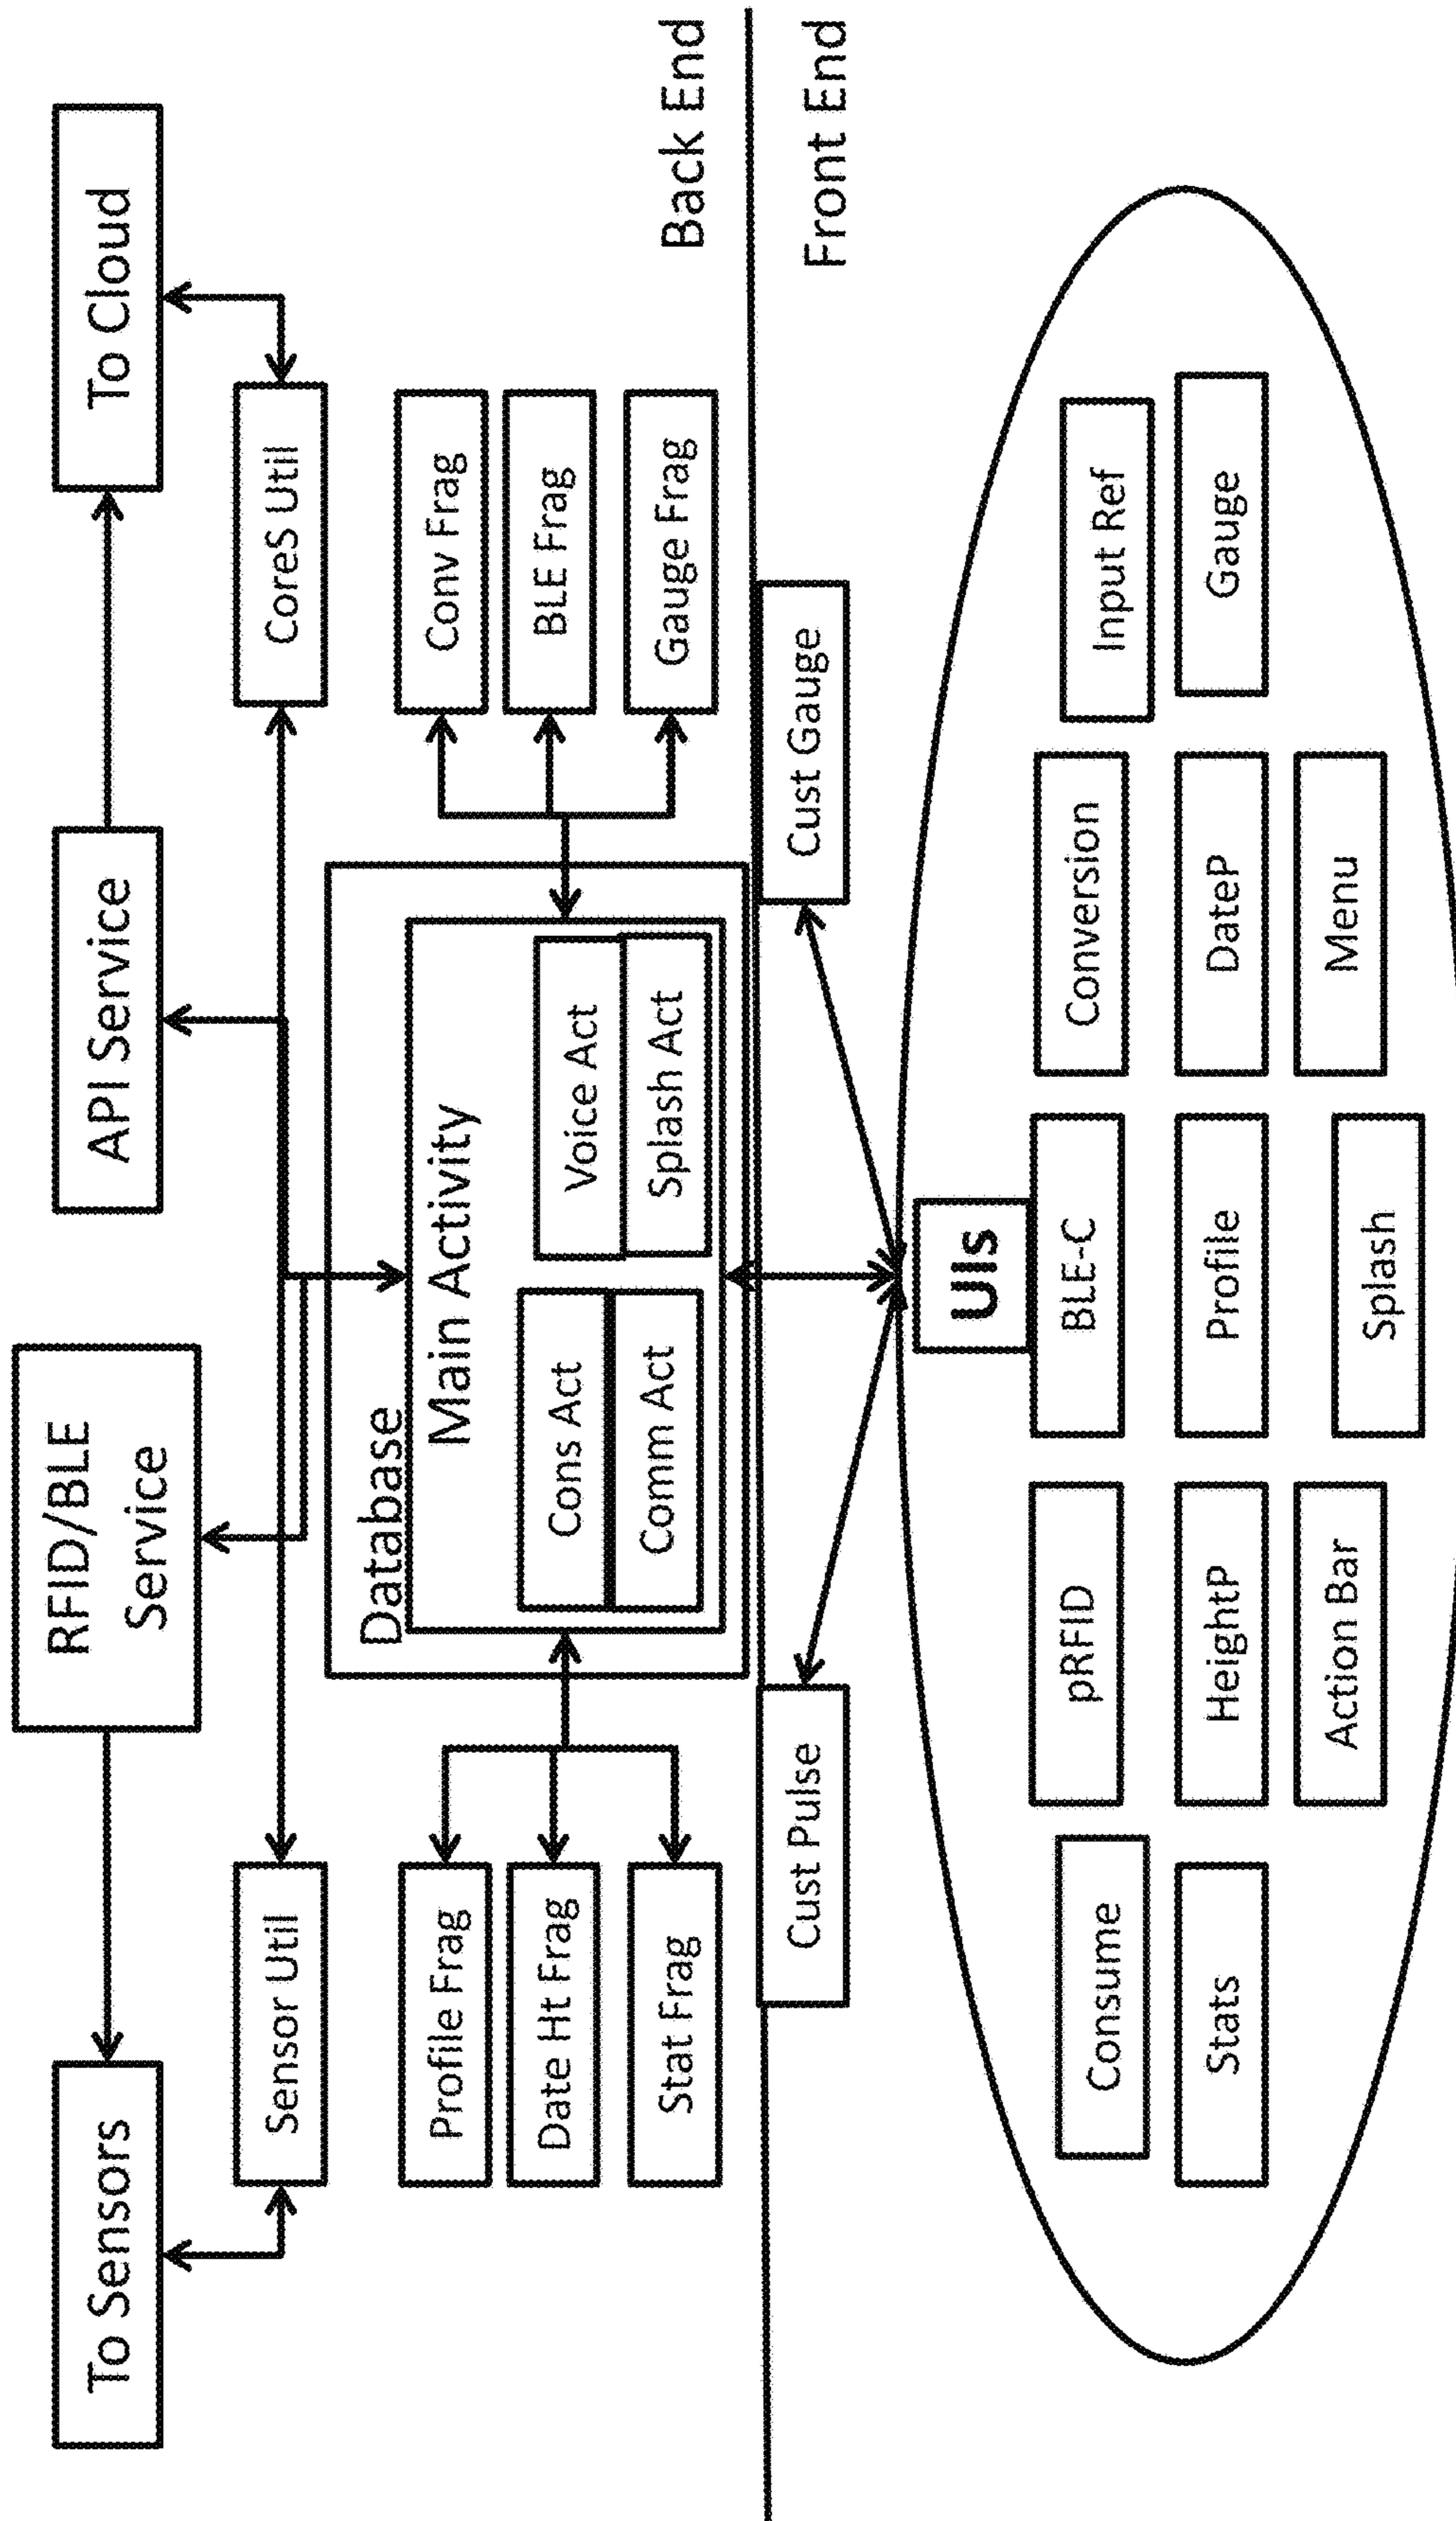 To Sensors
RFID/BLE
Service
API Service
To Cloud
Sensor Util
CoreS Util
Database
Main Activity
Cons Act
Voice Act
Comm Act
Splash Act
Profile Frag
Date Ht Frag
Stat Frag
Conv Frag
BLE Frag
Gauge Frag
Back End
Cust Pulse
Cust Gauge
Front End
UIs
Consume
pRFID
BLE-C
Conversion
Input Ref
Stats
HeightP
Profile
DateP
Gauge
Action Bar
Splash
Menu